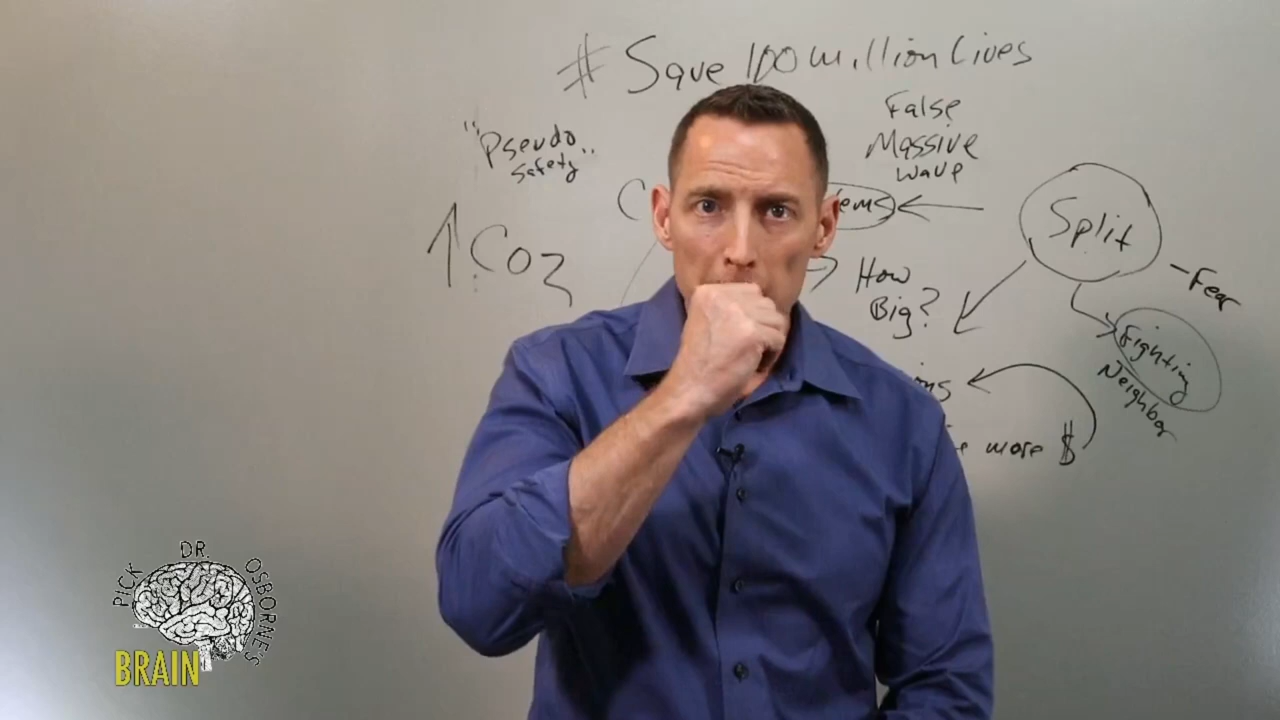 # Save 100 million Lives
False
Massive
wave
"Pseudo
Safety"
Split
↑CO2
How
Big?
-Fear
Fighting
Neighbor
more $
PICK DR. OSBORNE'S
BRAIN